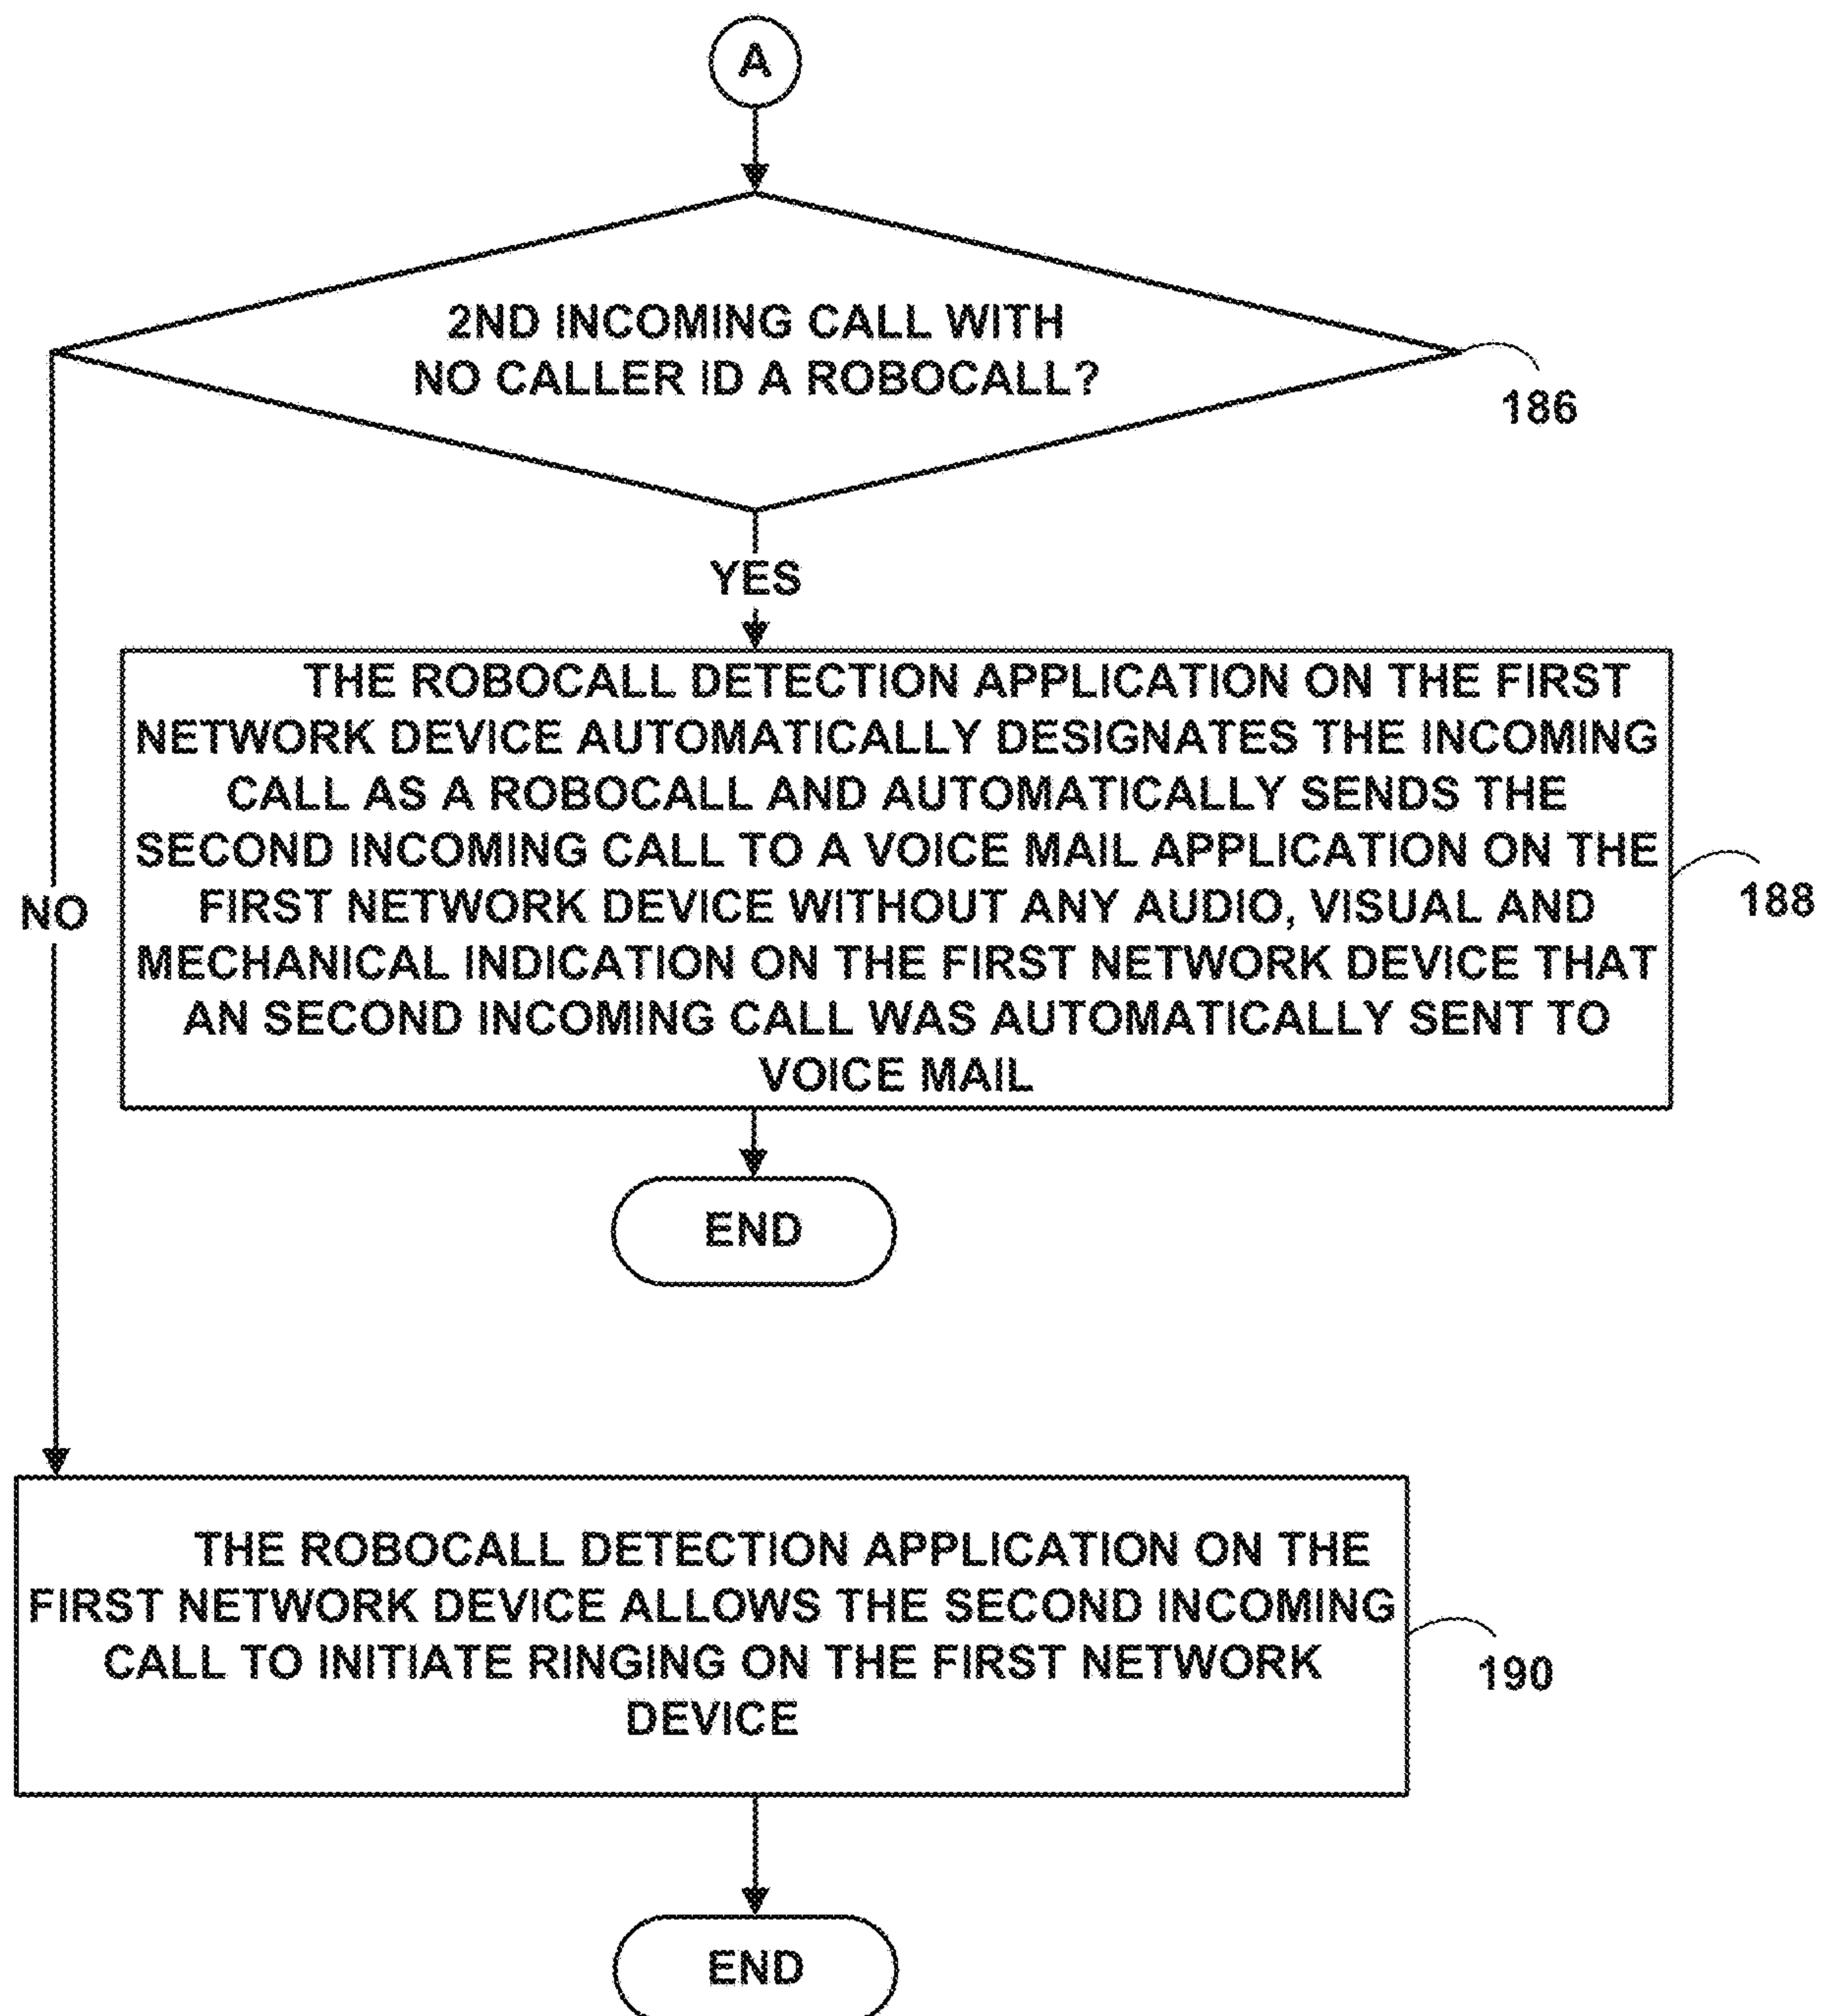 A
2ND INCOMING CALL WITH
NO CALLER ID A ROBOCALL?
186
YES
THE ROBOCALL DETECTION APPLICATION ON THE FIRST
NETWORK DEVICE AUTOMATICALLY DESIGNATES THE INCOMING
CALL AS A ROBOCALL AND AUTOMATICALLY SENDS THE
SECOND INCOMING CALL TO A VOICE MAIL APPLICATION ON THE
FIRST NETWORK DEVICE WITHOUT ANY AUDIO, VISUAL AND
MECHANICAL INDICATION ON THE FIRST NETWORK DEVICE THAT
AN SECOND INCOMING CALL WAS AUTOMATICALLY SENT TO
VOICE MAIL
188
NO
END
THE ROBOCALL DETECTION APPLICATION ON THE
FIRST NETWORK DEVICE ALLOWS THE SECOND INCOMING
CALL TO INITIATE RINGING ON THE FIRST NETWORK
DEVICE
190
END